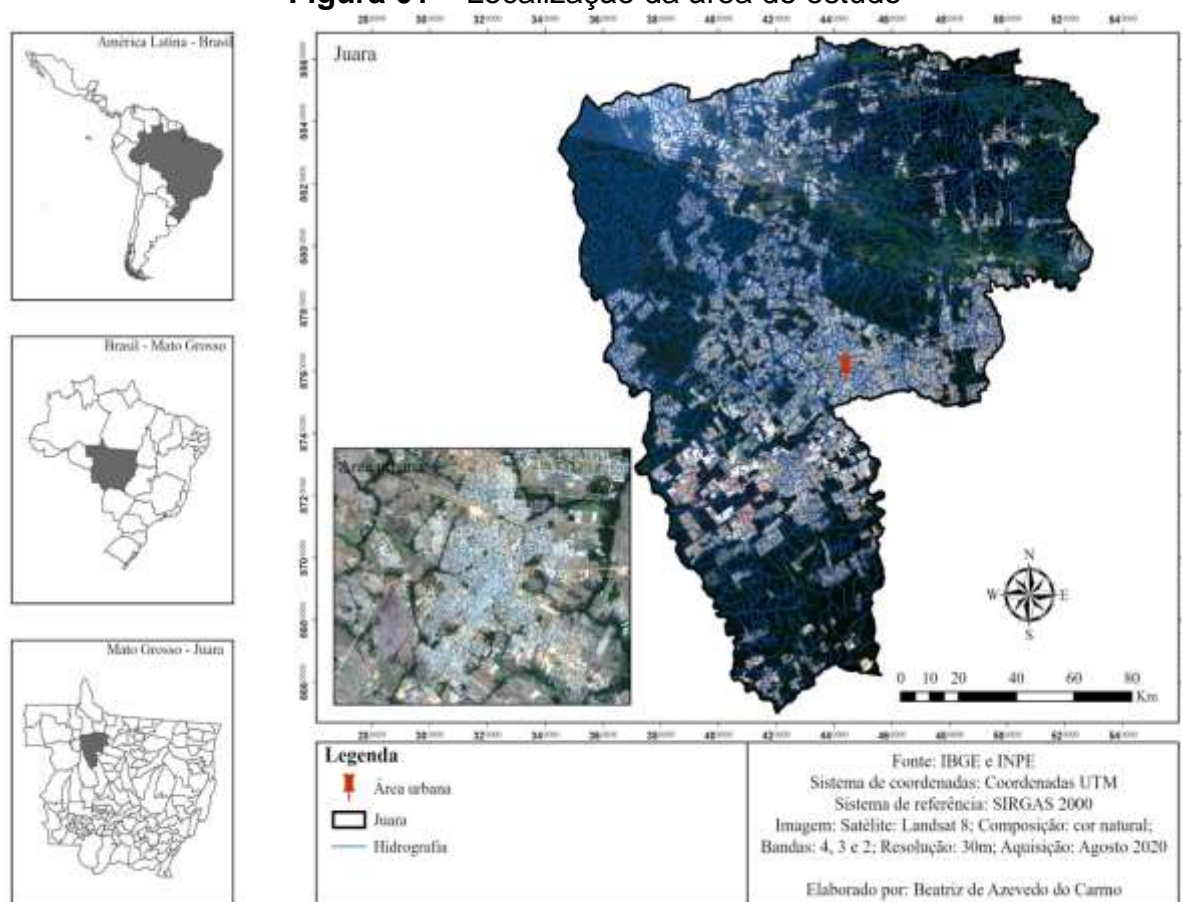 Figura 01 - Localização da área de estudo
América Latina - Brasil
Brasil - Mato Grosso
Mato Grosso - Juara
Juara
Área urbana
N
W
E
S
0 10 20 40 60 80
Km
Legenda
Área urbana
Juara
Hidrografia
Fonte: IBGE e INPE
Sistema de coordenadas: Coordenadas UTM
Sistema de referência: SIRGAS 2000
Imagem: Satélite: Landsat 8; Composição: cor natural;
Bandas: 4, 3 e 2; Resolução: 30m; Aquisição: Agosto 2020
Elaborado por: Beatriz de Azevedo do Carmo